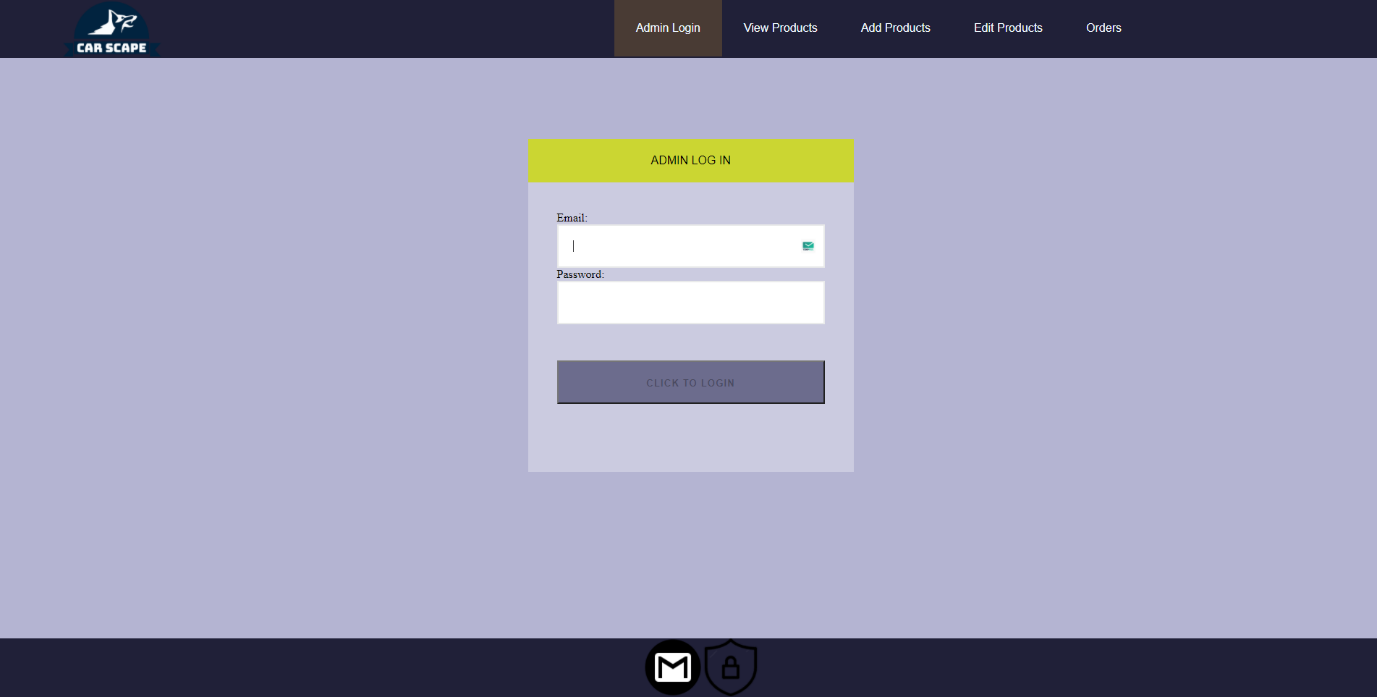 CAR SCAPE
Admin Login
View Products
Add Products
Edit Products
Orders
ADMIN LOG IN
Email:
Password:
CLICK TO LOGIN